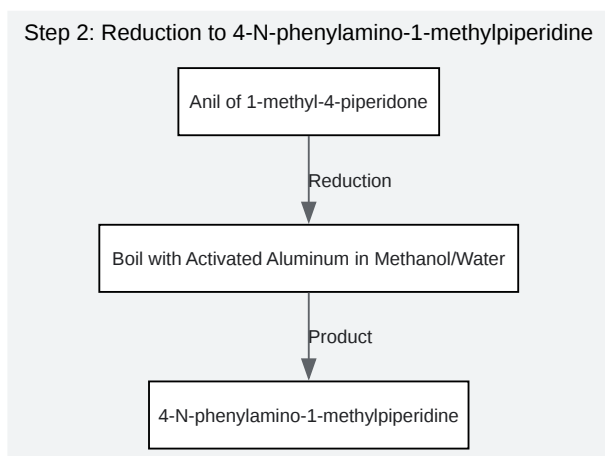 Step 2: Reduction to 4-N-phenylamino-1-methylpiperidine
Anil of 1-methyl-4-piperidone
Reduction
Boil with Activated Aluminum in Methanol/Water
Product
4-N-phenylamino-1-methylpiperidine